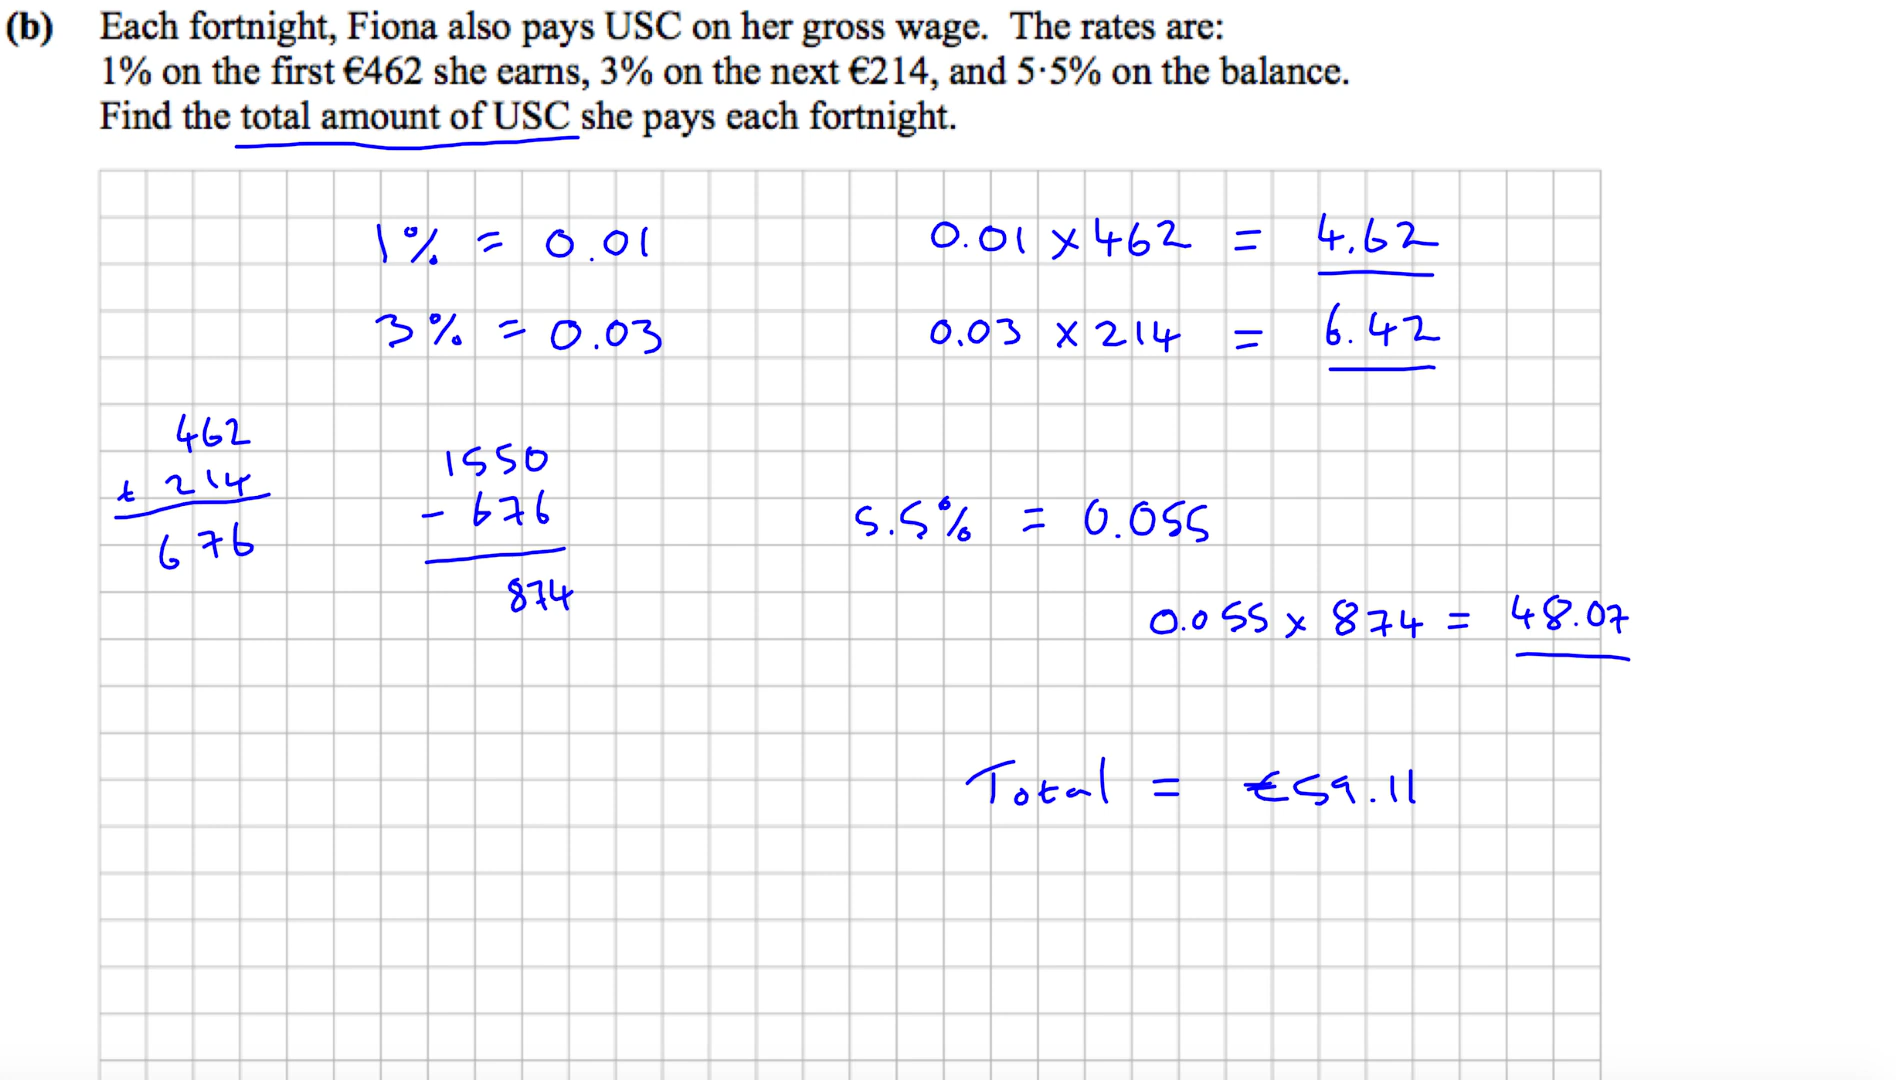 (b) Each fortnight, Fiona also pays USC on her gross wage. The rates are:
1% on the first €462 she earns, 3% on the next €214, and 5·5% on the balance.
Find the total amount of USC she pays each fortnight.
1% = 0.01
0.01 × 462 = 4.62
3% = 0.03
0.03 × 214 = 6.42
462
+ 214
676
1550
- 676
874
5.5% = 0.055
0.055 × 874 = 48.07
Total = €59.11